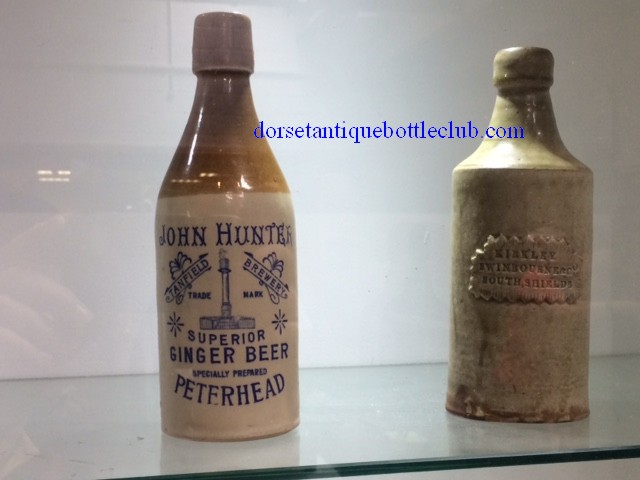 dorsetantiquebottleclub.com
JOHN HUNTER
TANFIELD BREWERY
TRADE MARK
SUPERIOR
GINGER BEER
SPECIALLY PREPARED
PETERHEAD
KIRKLEY
SOUTH SHIELDS